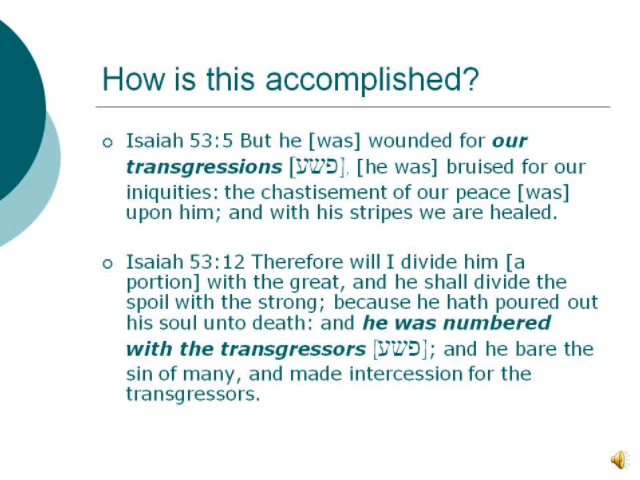 How is this accomplished?
Isaiah 53:5 But he [was] wounded for our
transgressions [פשע], [he was] bruised for our
iniquities: the chastisement of our peace [was]
upon him; and with his stripes we are healed.
Isaiah 53:12 Therefore will I divide him [a
portion] with the great, and he shall divide the
spoil with the strong; because he hath poured out
his soul unto death: and he was numbered
with the transgressors [פשע]; and he bare the
sin of many, and made intercession for the
transgressors.